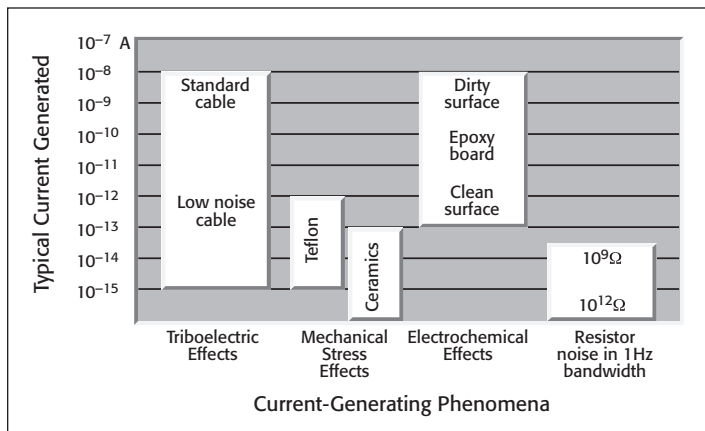 Typical Current Generated
10⁻⁷ A
10⁻⁸
10⁻⁹
10⁻¹⁰
10⁻¹¹
10⁻¹²
10⁻¹³
10⁻¹⁴
10⁻¹⁵
Standard
cable
Low noise
cable
Teflon
Ceramics
Dirty
surface
Epoxy
board
Clean
surface
10⁹Ω
10¹²Ω
Triboelectric
Effects
Mechanical
Stress
Effects
Electrochemical
Effects
Resistor
noise in 1Hz
bandwidth
Current-Generating Phenomena